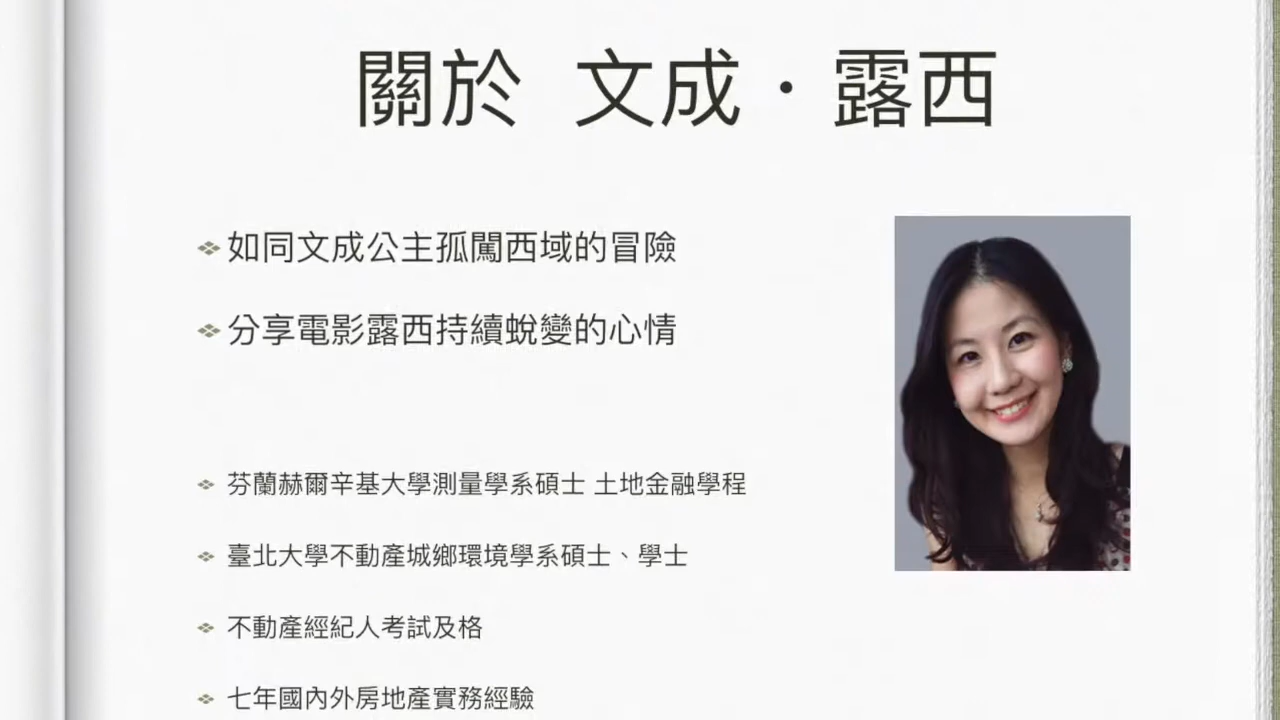 關於 文成・露西
如同文成公主孤闖西域的冒險
分享電影露西持續蛻變的心情
芬蘭赫爾辛基大學測量學系碩士 土地金融學程
臺北大學不動產城鄉環境學系碩士、學士
不動產經紀人考試及格
七年國內外房地產實務經驗